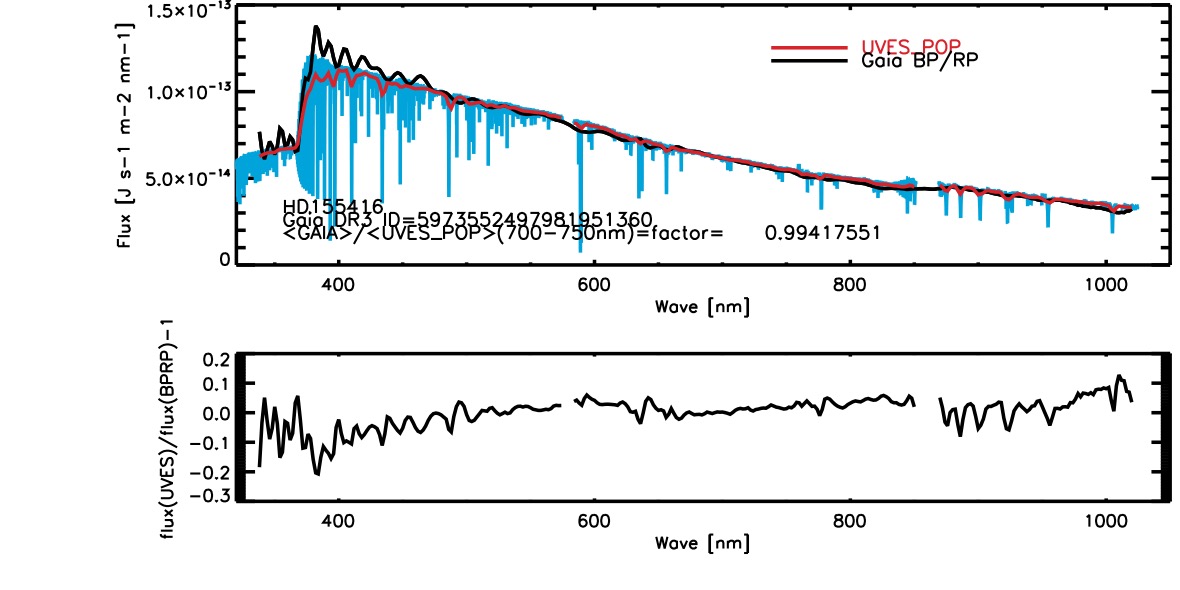 1.5×10⁻¹³
1.0×10⁻¹³
5.0×10⁻¹⁴
0
Flux [J s−1 m−2 nm−1]
UVES_POP
Gaia BP/RP
HD155416
Gaia DR3 ID=5973552497981951360
<GAIA>/<UVES_POP>(700−750nm)=factor= 0.99417551
400 600 800 1000
Wave [nm]
0.2
0.1
0.0
−0.1
−0.2
−0.3
flux(UVES)/flux(BPRP)−1
400 600 800 1000
Wave [nm]